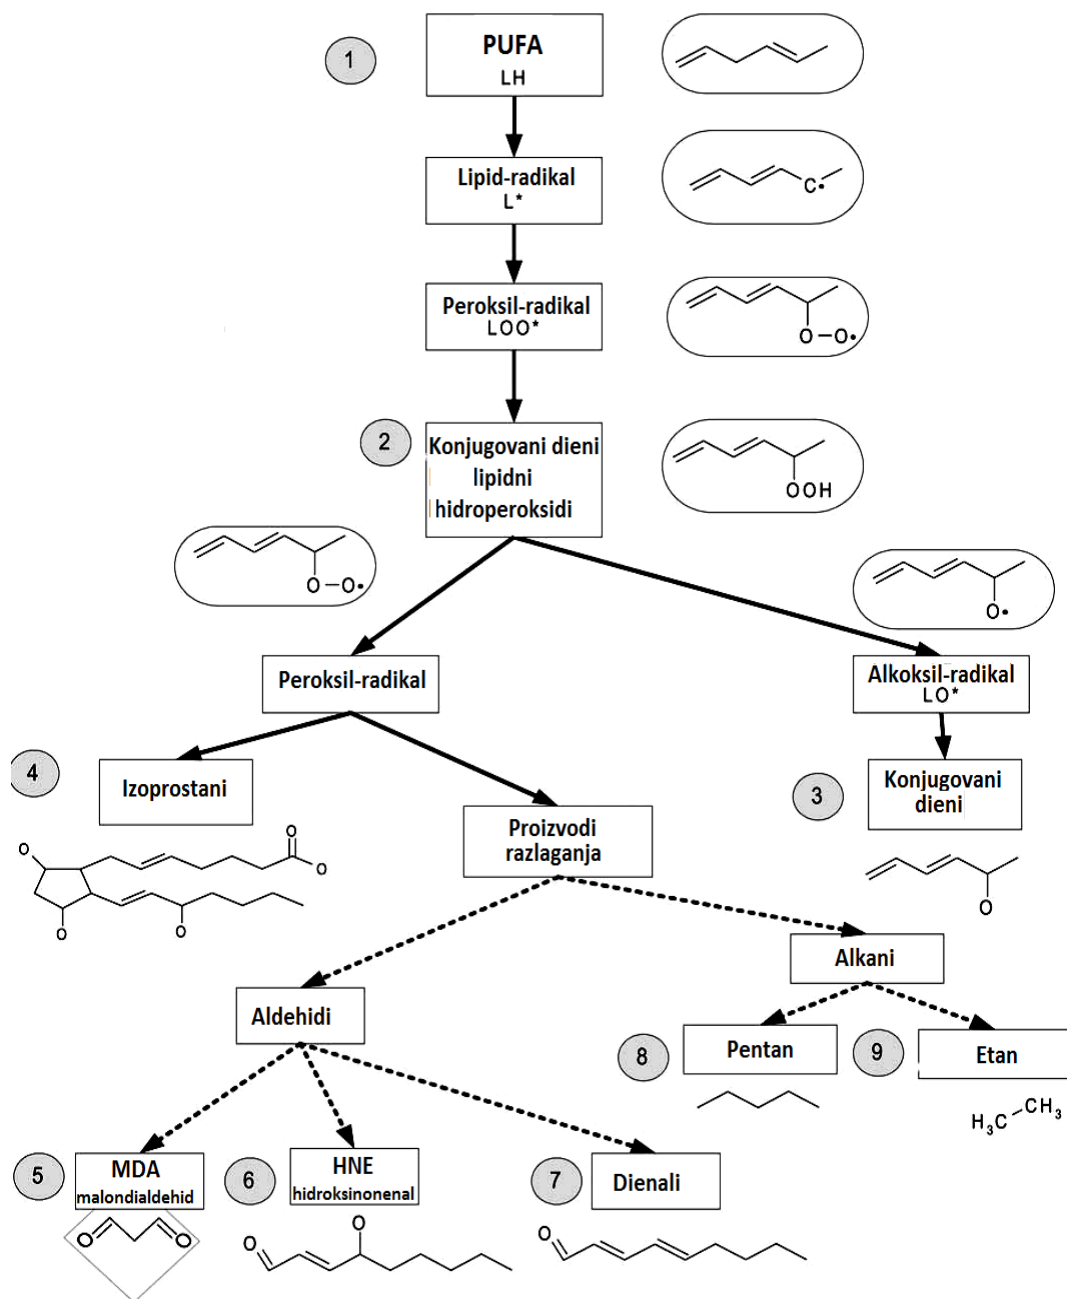 1
PUFA
LH
Lipid-radikal
L*
C•
Peroksil-radikal
LOO*
O–O•
2
Konjugovani dieni
lipidni
hidroperoksidi
OOH
O–O•
O•
Peroksil-radikal
Alkoksil-radikal
LO*
4
Izoprostani
3
Konjugovani
dieni
Proizvodi
razlaganja
O
O
O
O
O
O
Alkani
Aldehidi
8
Pentan
9
Etan
H₃C
CH₃
5
MDA
malondialdehid
6
HNE
hidroksinonenal
7
Dienali
O
O
O
O
O